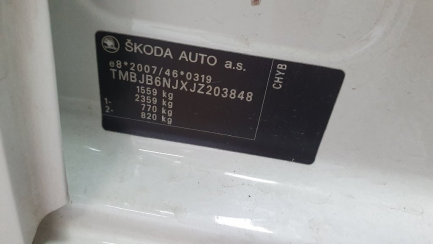 ŠKODA AUTO a.s.
e8*2007/46*0319
TMBJB6NJXJZ203848
1559 kg
2359 kg
1- 770 kg
2- 820 kg
CHYB